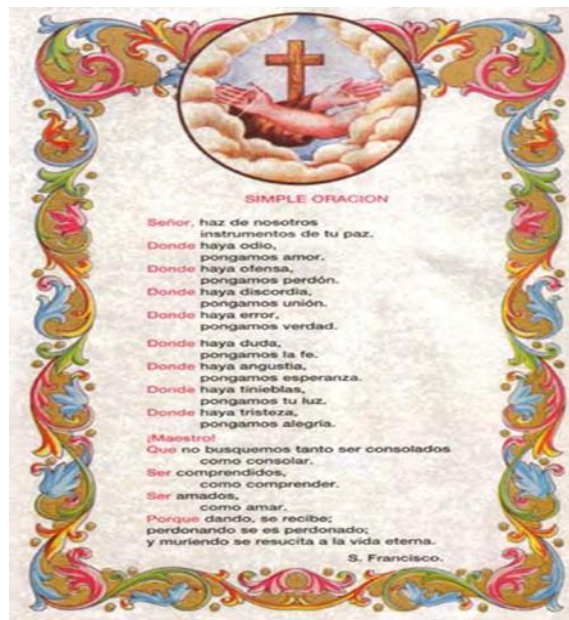 SIMPLE ORACION
Señor, haz de nosotros
instrumentos de tu paz.
Donde haya odio,
pongamos amor.
Donde haya ofensa,
pongamos perdón.
Donde haya discordia,
pongamos unión.
Donde haya error,
pongamos verdad.
Donde haya duda,
pongamos la fe.
Donde haya angustia,
pongamos esperanza.
Donde haya tinieblas,
pongamos tu luz.
Donde haya tristeza,
pongamos alegría.
¡Maestro!
Que no busquemos tanto ser consolados
como consolar.
Ser comprendidos,
como comprender.
Ser amados,
como amar.
Porque dando, se recibe;
perdonando se es perdonado;
y muriendo se resucita a la vida eterna.
S. Francisco.